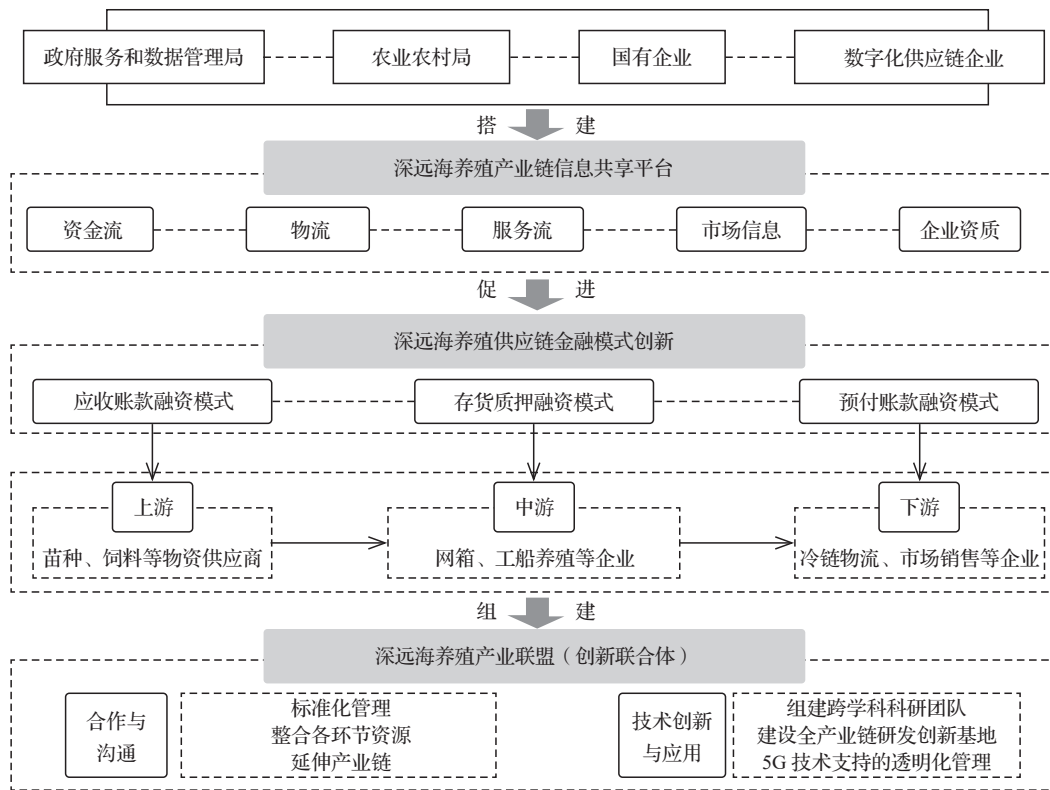 政府服务和数据管理局
农业农村局
国有企业
数字化供应链企业
搭 建
深远海养殖产业链信息共享平台
资金流
物流
服务流
市场信息
企业资质
促 进
深远海养殖供应链金融模式创新
应收账款融资模式
存货质押融资模式
预付账款融资模式
上游
中游
下游
苗种、饲料等物资供应商
网箱、工船养殖等企业
冷链物流、市场销售等企业
组 建
深远海养殖产业联盟（创新联合体）
合作与
沟通
标准化管理
整合各环节资源
延伸产业链
技术创新
与应用
组建跨学科科研团队
建设全产业链研发创新基地
5G 技术支持的透明化管理